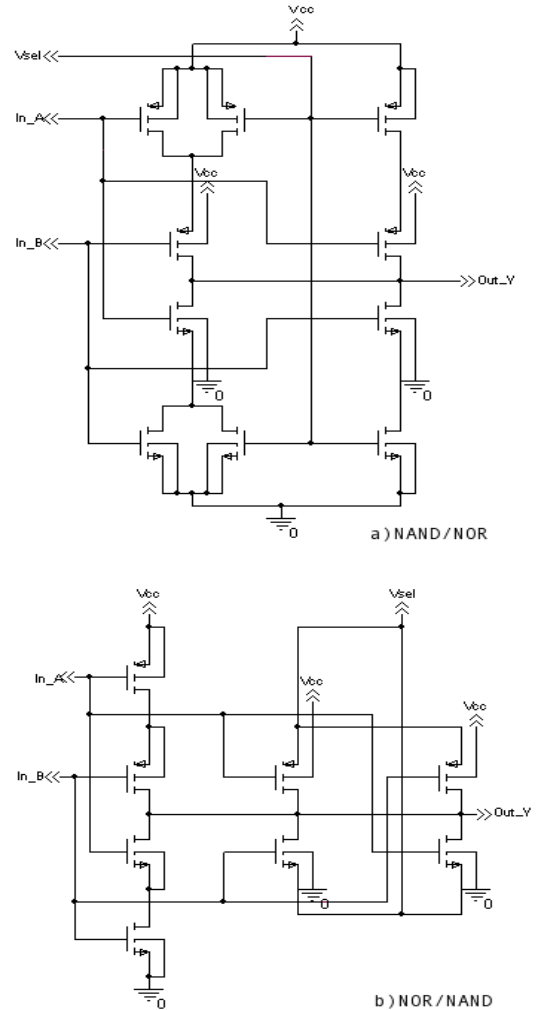 Vcc
Vsel
In_A
Vcc
Vcc
In_B
Out_Y
0
0
0
a)NAND/NOR
Vcc
Vsel
In_A
Vcc
Vcc
In_B
Out_Y
0
0
0
b)NOR/NAND